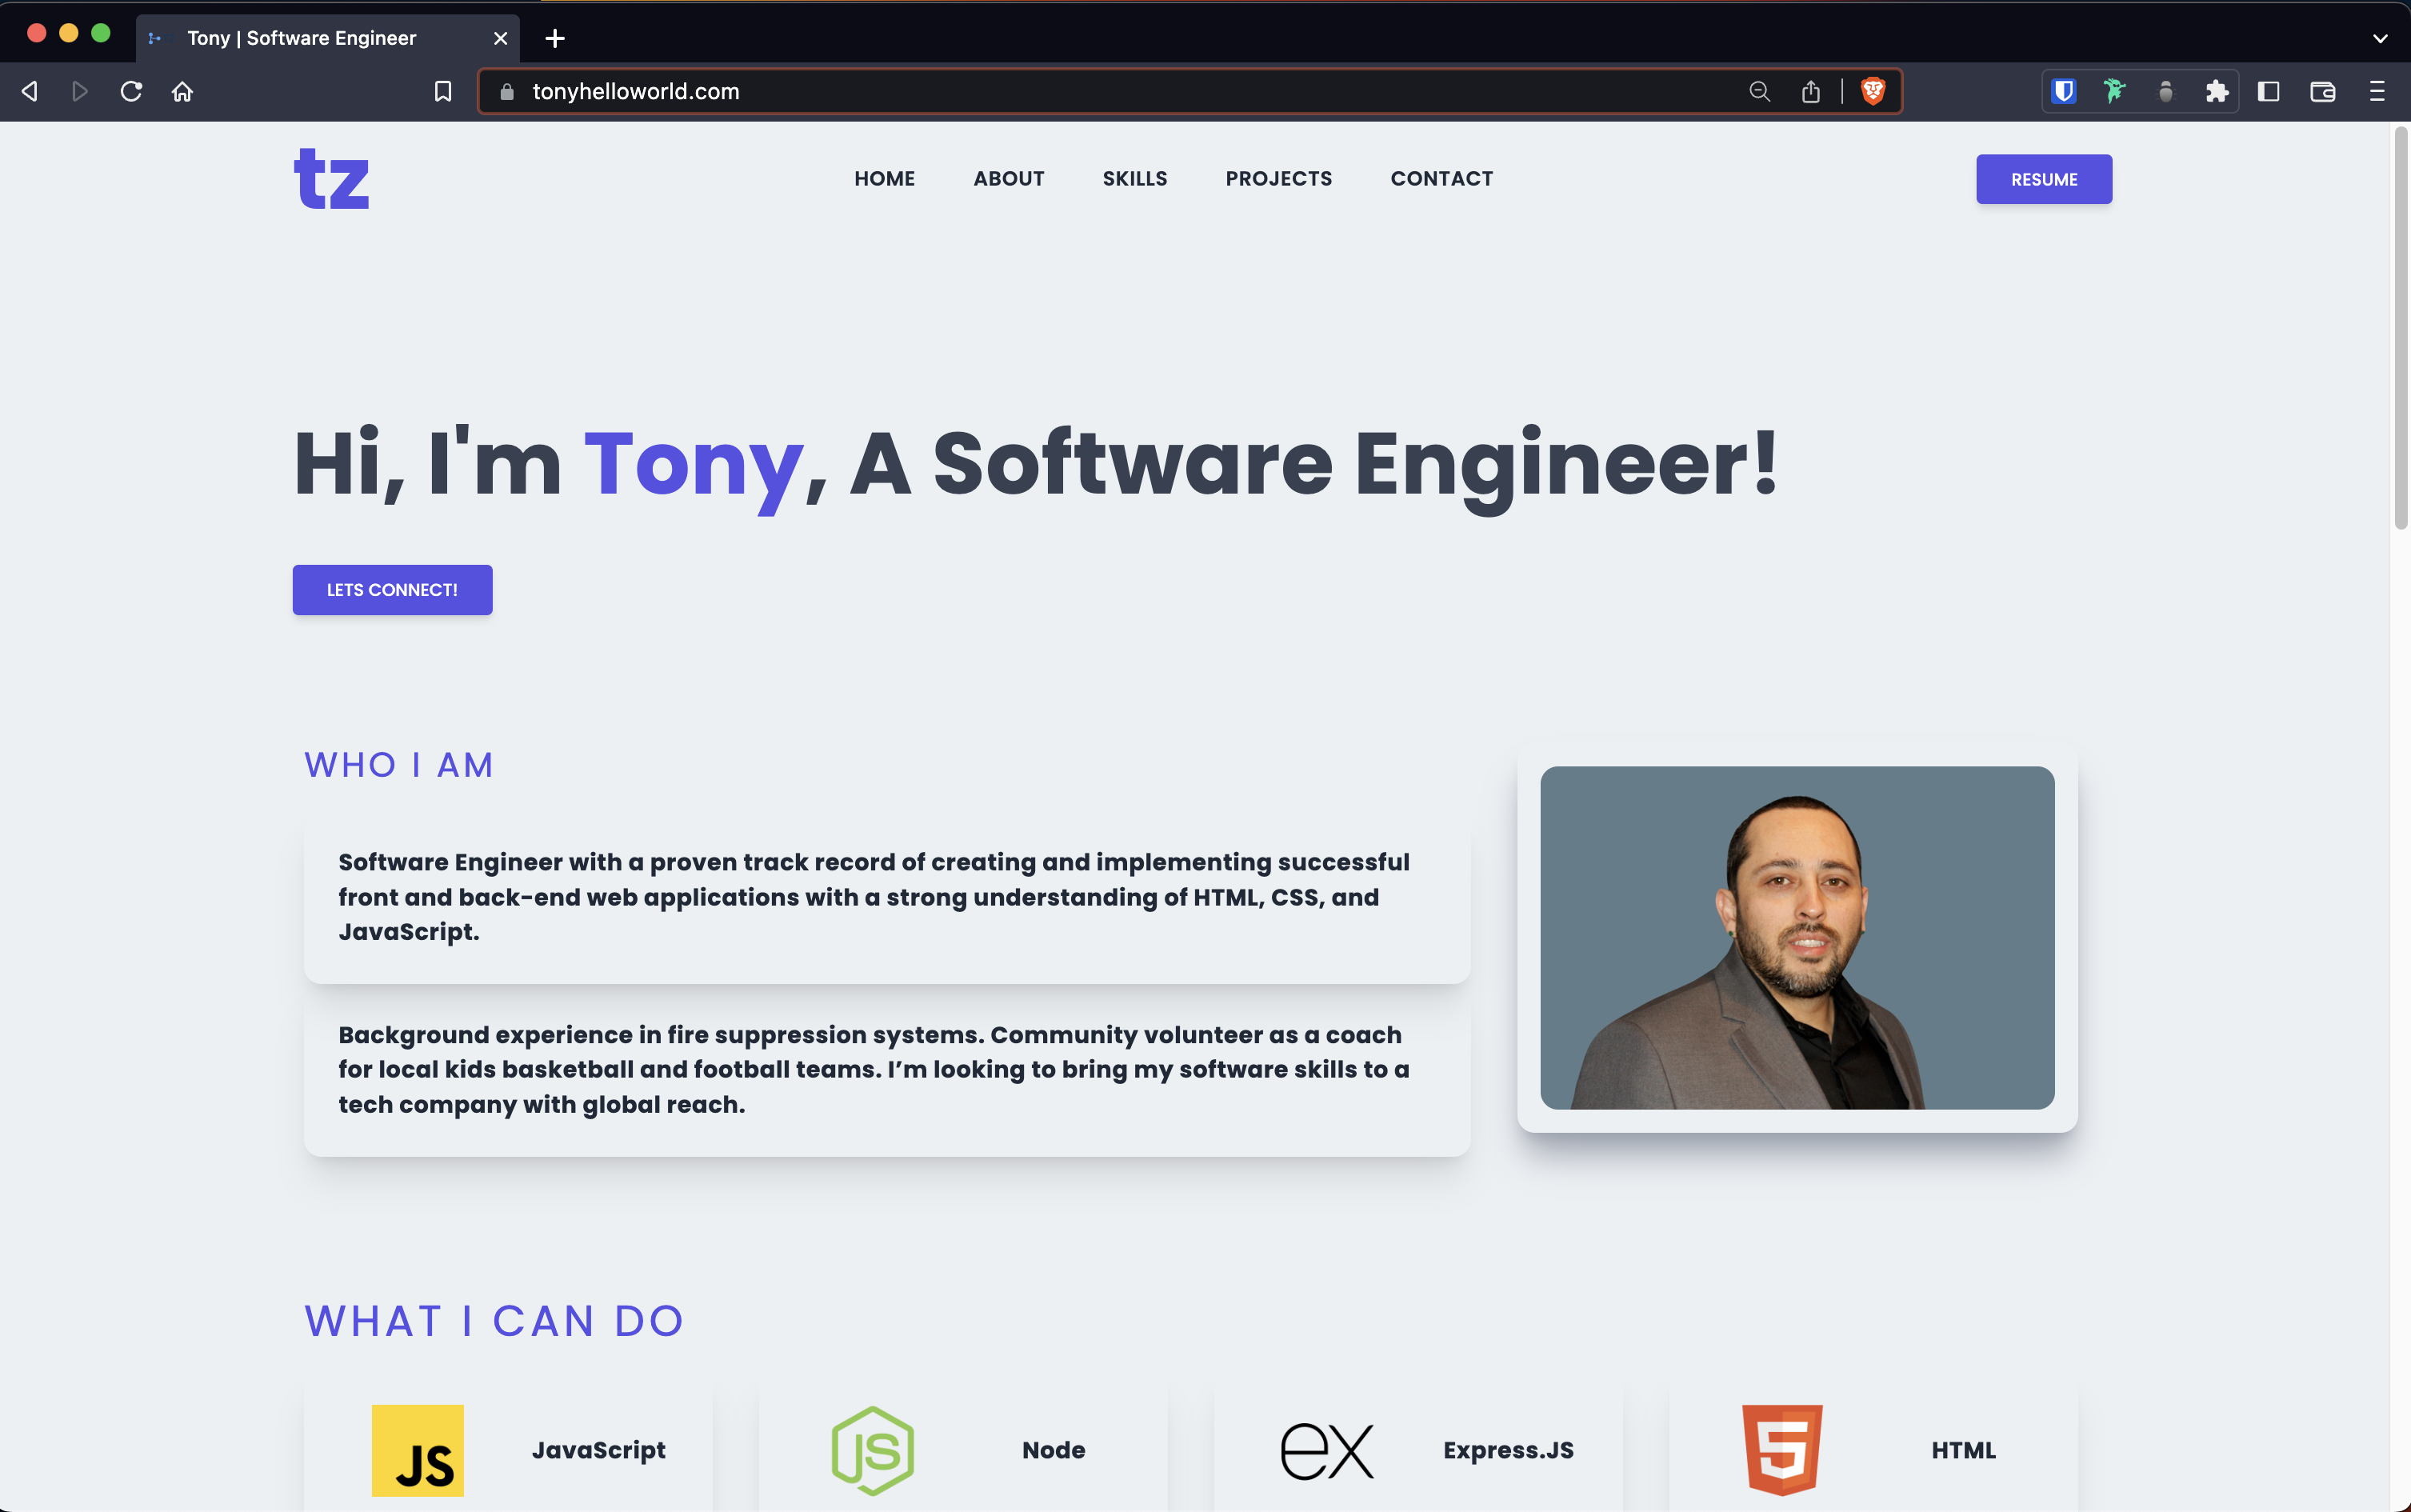 Tony | Software Engineer
tonyhelloworld.com
tz
HOME ABOUT SKILLS PROJECTS CONTACT
RESUME
Hi, I'm Tony, A Software Engineer!
LETS CONNECT!
WHO I AM
Software Engineer with a proven track record of creating and implementing successful
front and back-end web applications with a strong understanding of HTML, CSS, and
JavaScript.
Background experience in fire suppression systems. Community volunteer as a coach
for local kids basketball and football teams. I’m looking to bring my software skills to a
tech company with global reach.
WHAT I CAN DO
JS JavaScript
JS Node
ex Express.JS
5 HTML